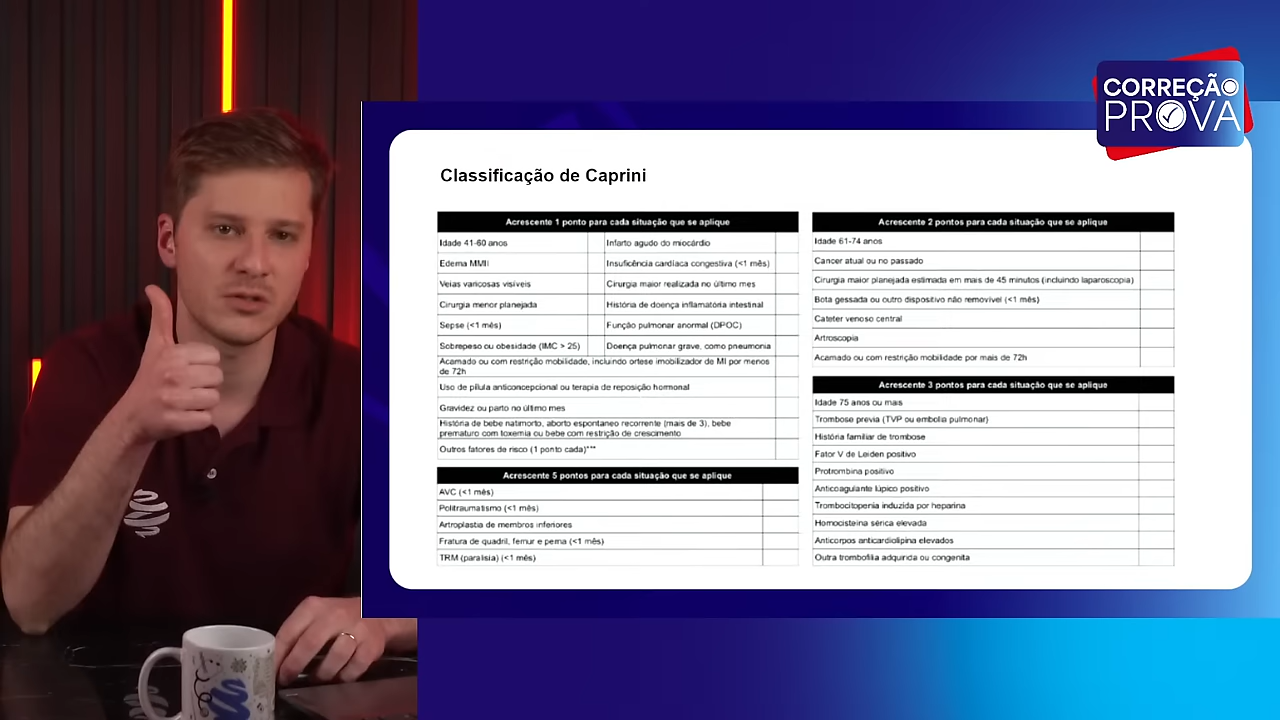 CORREÇÃO
PROVA
Classificação de Caprini
Acrescente 1 ponto para cada situação que se aplique
Idade 41-60 anos
Infarto agudo do miocárdio
Edema MMII
Insuficência cardíaca congestiva (<1 mês)
Veias varicosas visíveis
Cirurgia maior realizada no último mes
Cirurgia menor planejada
História de doença inflamatória intestinal
Sepse (<1 mês)
Função pulmonar anormal (DPOC)
Sobrepeso ou obesidade (IMC > 25)
Doença pulmonar grave, como pneumonia
Acamado ou com restrição mobilidade, incluindo ortese imobilizador de MI por menos
de 72h
Uso de pílula anticoncepcional ou terapia de reposição hormonal
Gravidez ou parto no último mes
História de bebe natimorto, aborto espontaneo recorrente (mais de 3), bebe
prematuro com toxemia ou bebe com restrição de crescimento
Outros fatores de risco (1 ponto cada)***
Acrescente 5 pontos para cada situação que se aplique
AVC (<1 mês)
Politraumatismo (<1 mês)
Artroplastia de membros inferiores
Fratura de quadril, femur e perna (<1 mês)
TRM (paralisia) (<1 mês)
Acrescente 2 pontos para cada situação que se aplique
Idade 61-74 anos
Cancer atual ou no passado
Cirurgia maior planejada estimada em mais de 45 minutos (incluindo laparoscopia)
Bota gessada ou outro dispositivo não removível (<1 mês)
Cateter venoso central
Artroscopia
Acamado ou com restrição mobilidade por mais de 72h
Acrescente 3 pontos para cada situação que se aplique
Idade 75 anos ou mais
Trombose previa (TVP ou embolia pulmonar)
História familiar de trombose
Fator V de Leiden positivo
Protrombina positivo
Anticoagulante lúpico positivo
Trombocitopenia induzida por heparina
Homocisteina sérica elevada
Anticorpos anticardiolipina elevados
Outra trombofilia adquirida ou congenita